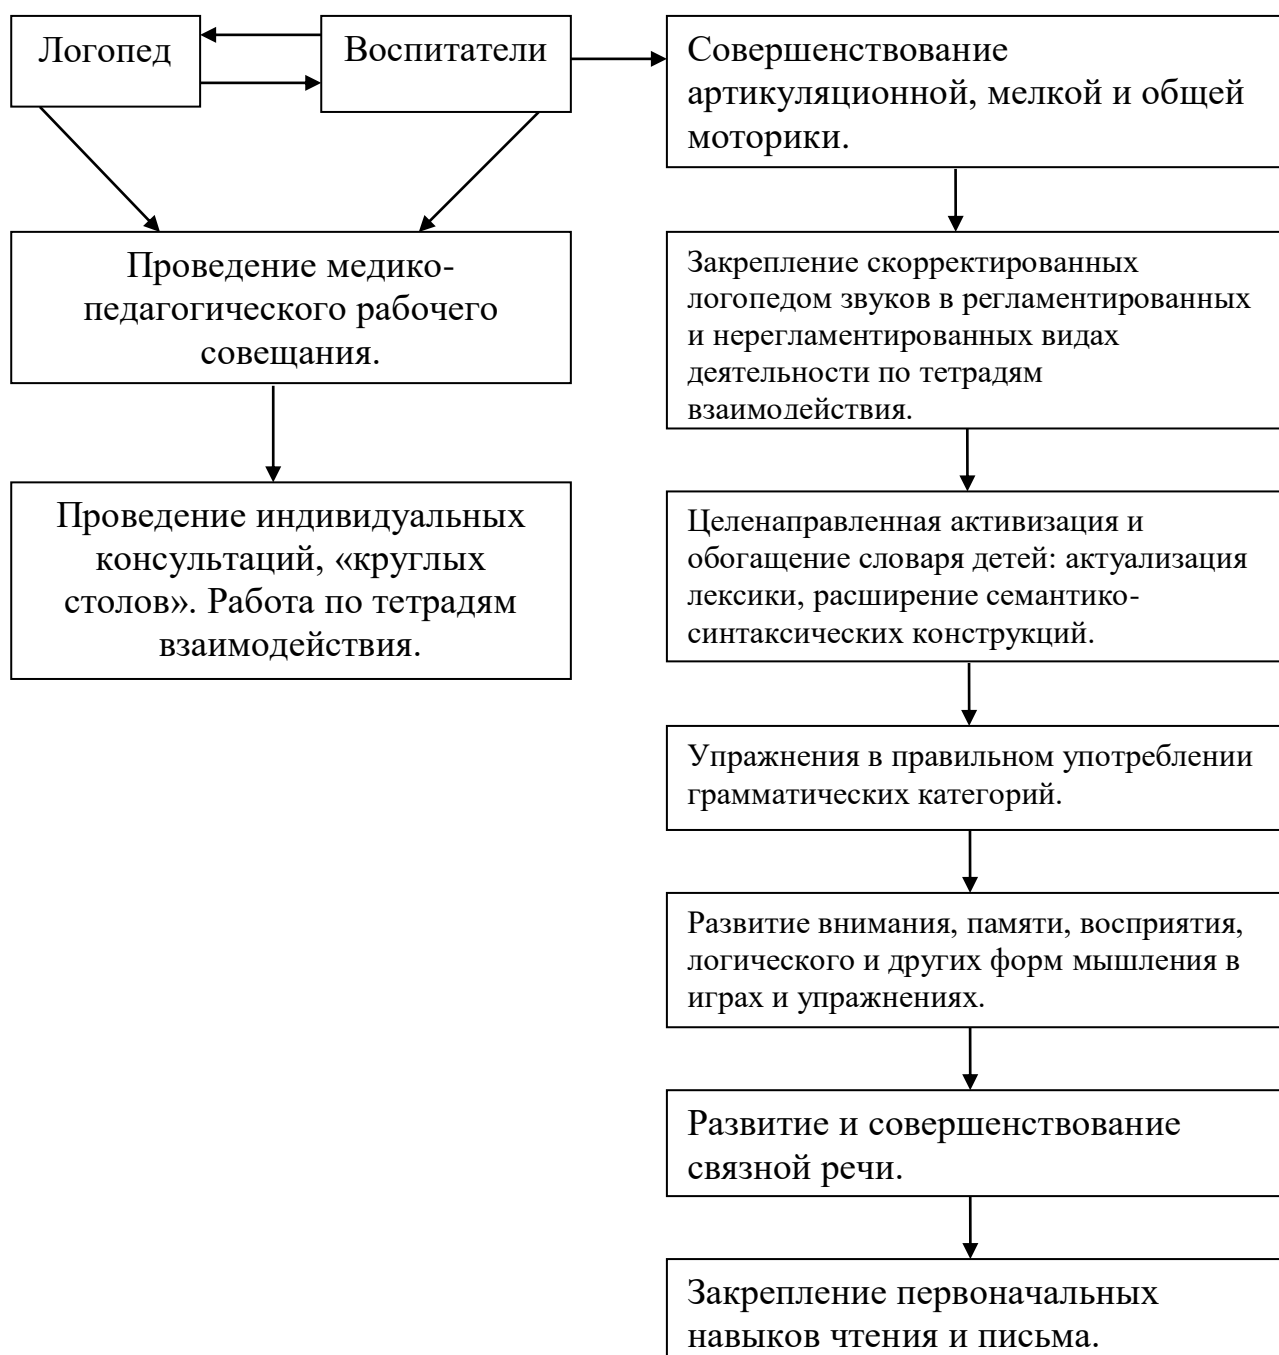 Логопед
Воспитатели
Проведение медико-
педагогического рабочего
совещания.
Проведение индивидуальных
консультаций, «круглых
столов». Работа по тетрадям
взаимодействия.
Совершенствование
артикуляционной, мелкой и общей
моторики.
Закрепление скорректированных
логопедом звуков в регламентированных
и нерегламентированных видах
деятельности по тетрадям
взаимодействия.
Целенаправленная активизация и
обогащение словаря детей: актуализация
лексики, расширение семантико-
синтаксических конструкций.
Упражнения в правильном употреблении
грамматических категорий.
Развитие внимания, памяти, восприятия,
логического и других форм мышления в
играх и упражнениях.
Развитие и совершенствование
связной речи.
Закрепление первоначальных
навыков чтения и письма.